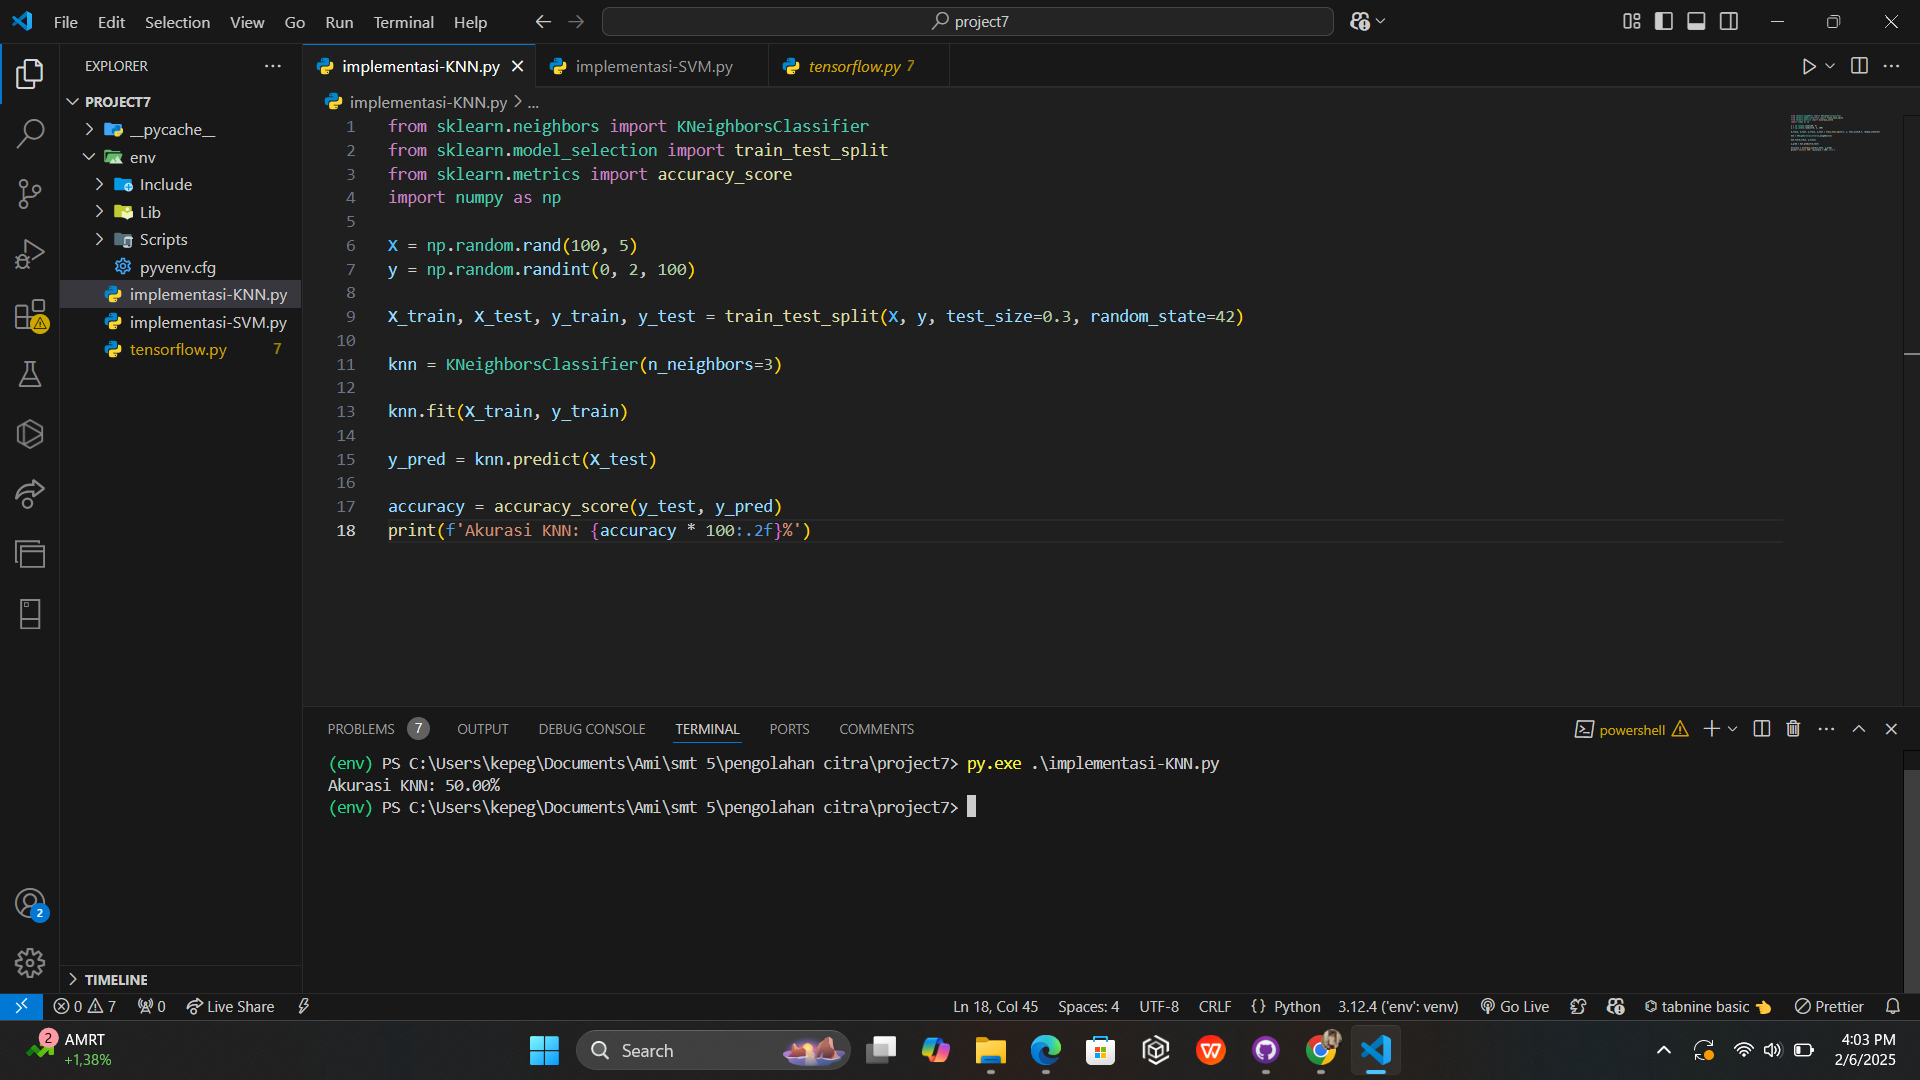 File Edit Selection View Go Run Terminal Help
project7
EXPLORER
PROJECT7
__pycache__
env
Include
Lib
Scripts
pyvenv.cfg
implementasi-KNN.py
implementasi-SVM.py
tensorflow.py 7
TIMELINE
implementasi-KNN.py implementasi-SVM.py tensorflow.py 7
implementasi-KNN.py > ...
1 from sklearn.neighbors import KNeighborsClassifier
2 from sklearn.model_selection import train_test_split
3 from sklearn.metrics import accuracy_score
4 import numpy as np
5
6 X = np.random.rand(100, 5)
7 y = np.random.randint(0, 2, 100)
8
9 X_train, X_test, y_train, y_test = train_test_split(X, y, test_size=0.3, random_state=42)
10
11 knn = KNeighborsClassifier(n_neighbors=3)
12
13 knn.fit(X_train, y_train)
14
15 y_pred = knn.predict(X_test)
16
17 accuracy = accuracy_score(y_test, y_pred)
18 print(f'Akurasi KNN: {accuracy * 100:.2f}%')
PROBLEMS 7 OUTPUT DEBUG CONSOLE TERMINAL PORTS COMMENTS
powershell
(env) PS C:\Users\kepeg\Documents\Ami\smt 5\pengolahan citra\project7> py.exe .\implementasi-KNN.py
Akurasi KNN: 50.00%
(env) PS C:\Users\kepeg\Documents\Ami\smt 5\pengolahan citra\project7>
2
0 7 0 Live Share
Ln 18, Col 45 Spaces: 4 UTF-8 CRLF {} Python 3.12.4 ('env': venv) Go Live tabnine basic Prettier
2 AMRT
+1,38%
Search
4:03 PM
2/6/2025